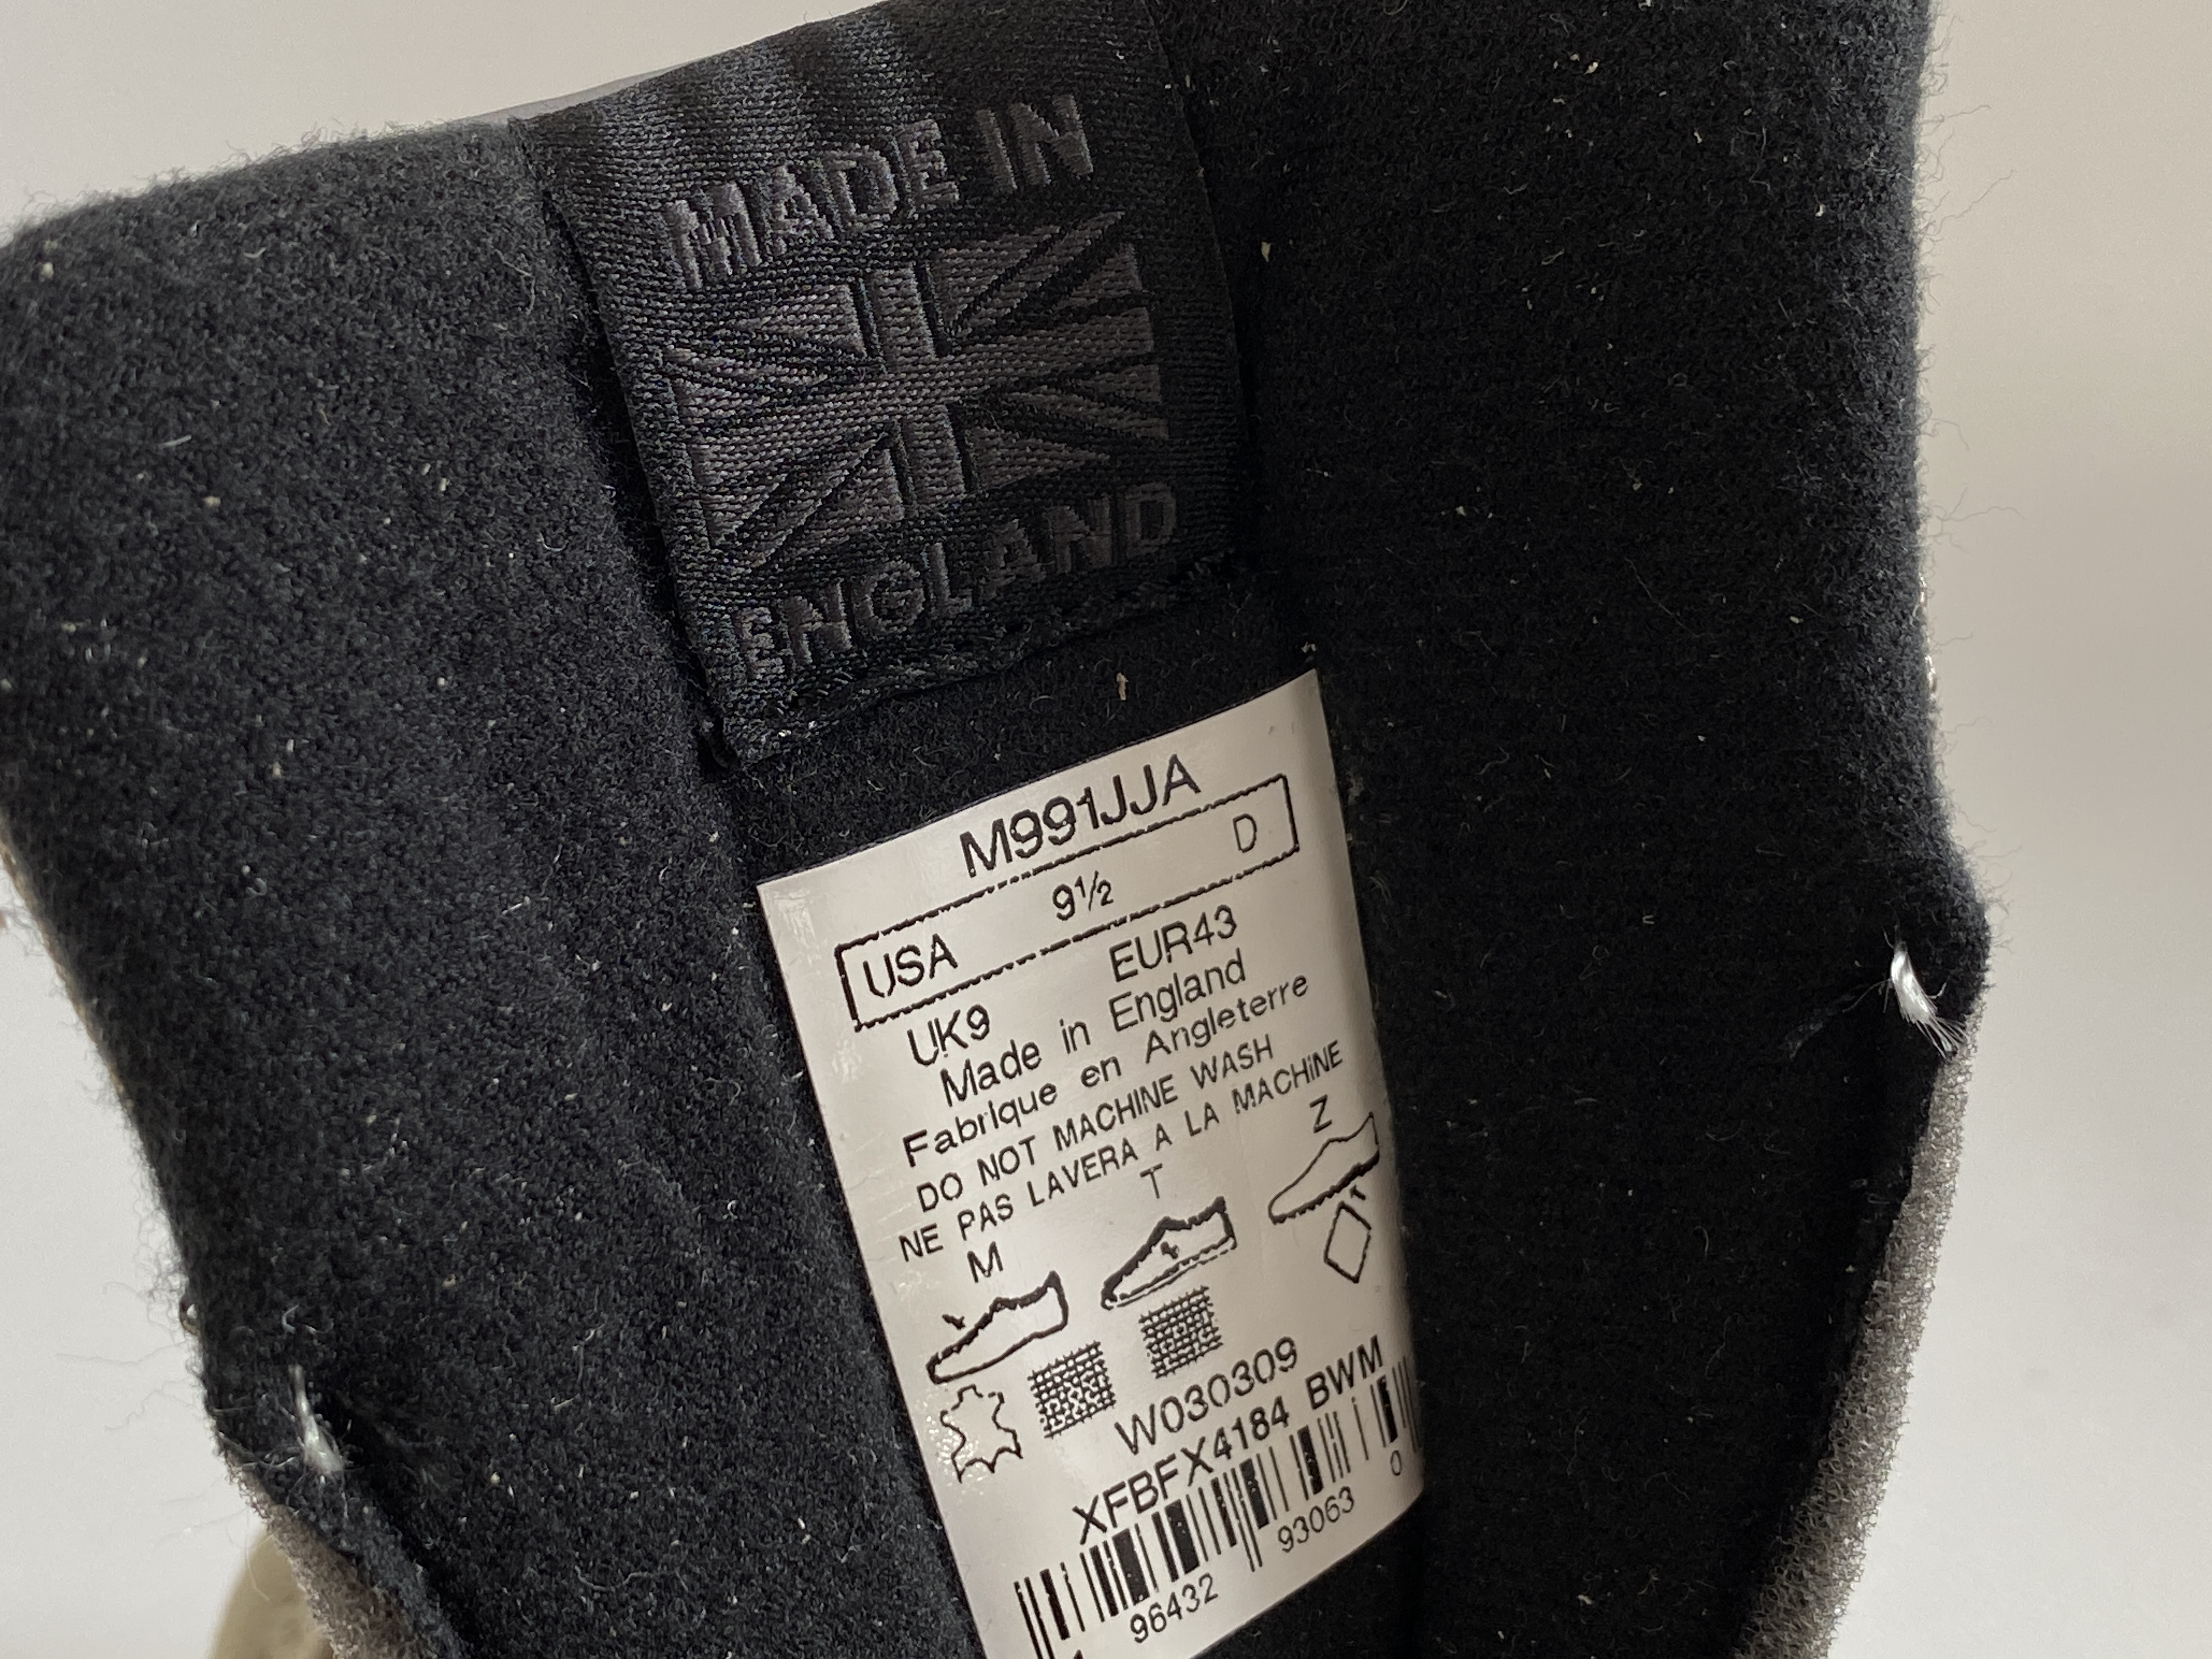 MADE IN
ENGLAND
M991JJA
USA 9½ D
UK9 EUR43
Made in England
Fabrique en Angleterre
DO NOT MACHINE WASH
NE PAS LAVERA A LA MACHINE
M T Z
W030309
XFBFX4184 BWM
96432 93063 0